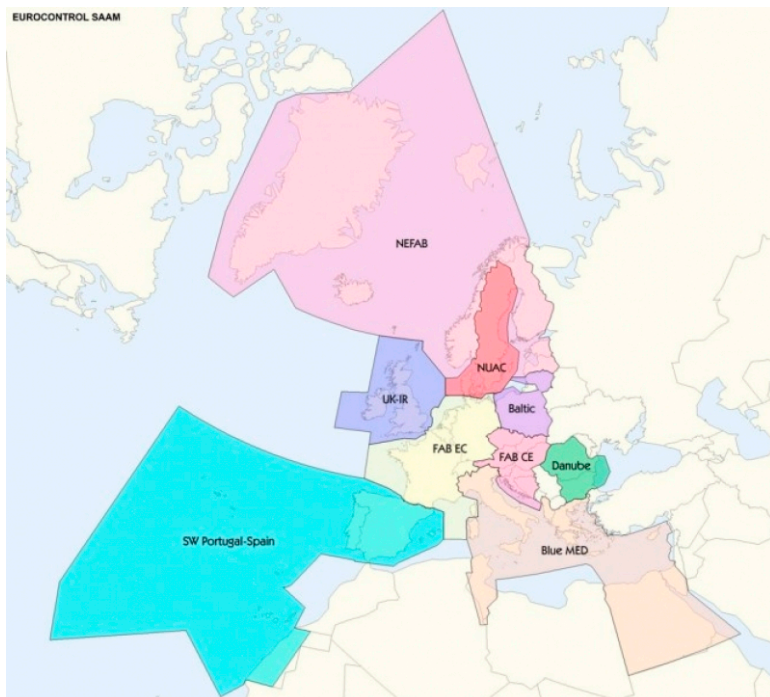 EUROCONTROL SAAM
NEFAB
NUAC
UK-IR
Baltic
FAB EC
FAB CE
Danube
SW Portugal-Spain
Blue MED